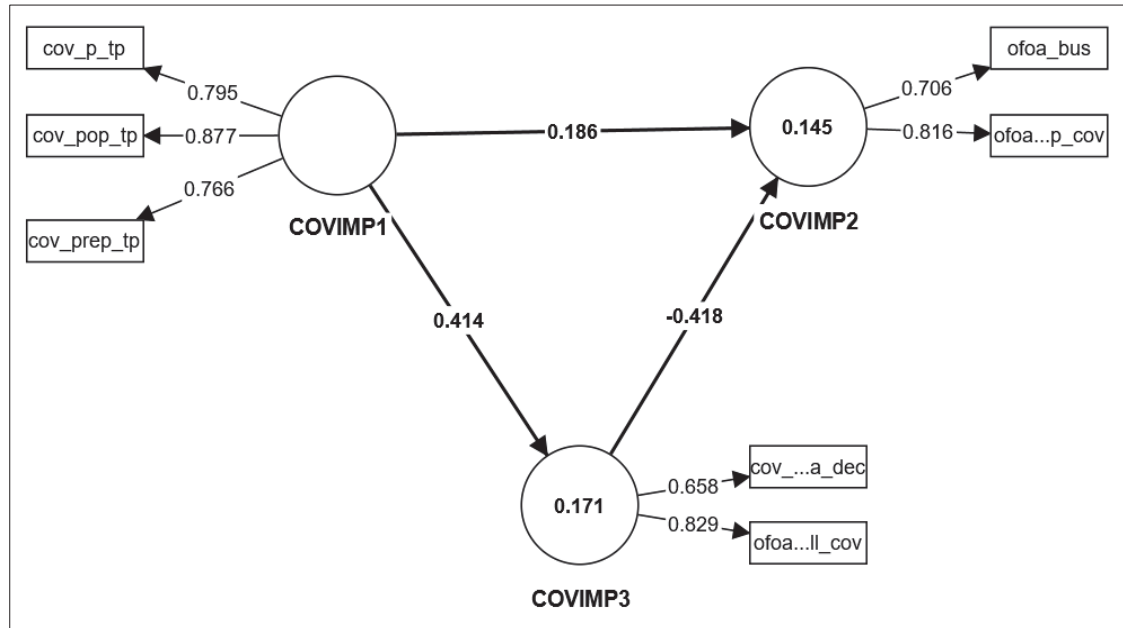 cov_p_tp
0.795
cov_pop_tp
0.877
cov_prep_tp
0.766
COVIMP1
0.186
0.145
COVIMP2
ofoa_bus
0.706
ofoa...p_cov
0.816
0.414
-0.418
0.171
COVIMP3
cov_...a_dec
0.658
ofoa...ll_cov
0.829